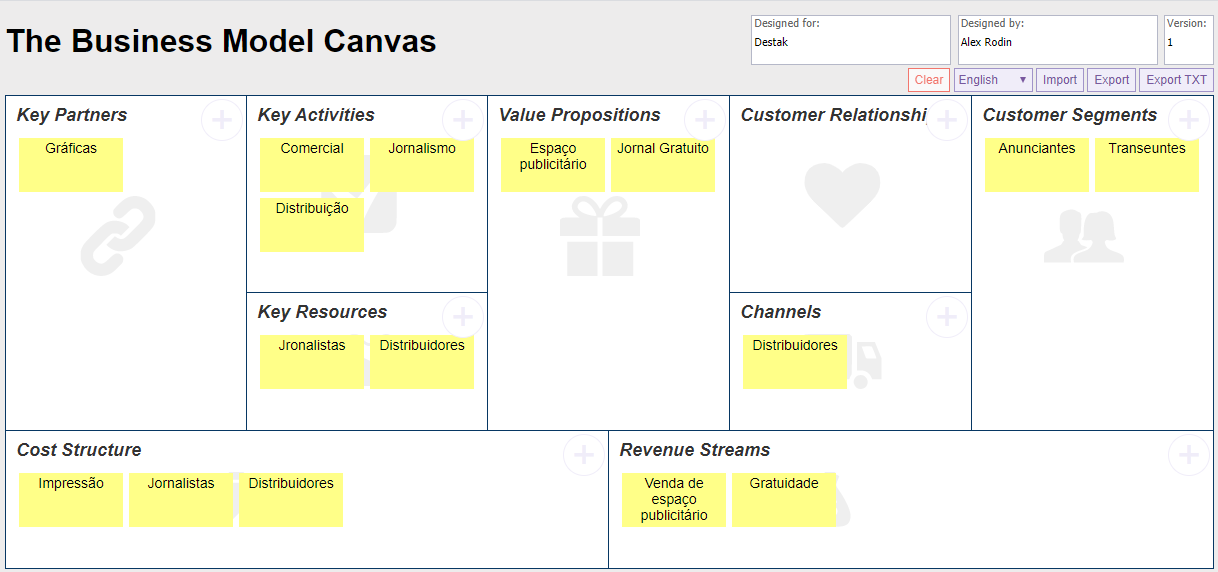 The Business Model Canvas
Designed for:
Destak
Designed by:
Alex Rodin
Version:
1
Clear
English
Import
Export
Export TXT
Key Partners
Gráficas
Key Activities
Comercial
Jornalismo
Distribuição
Key Resources
Jronalistas
Distribuidores
Value Propositions
Espaço
publicitário
Jornal Gratuito
Customer Relationshi
Channels
Distribuidores
Customer Segments
Anunciantes
Transeuntes
Cost Structure
Impressão
Jornalistas
Distribuidores
Revenue Streams
Venda de
espaço
publicitário
Gratuidade